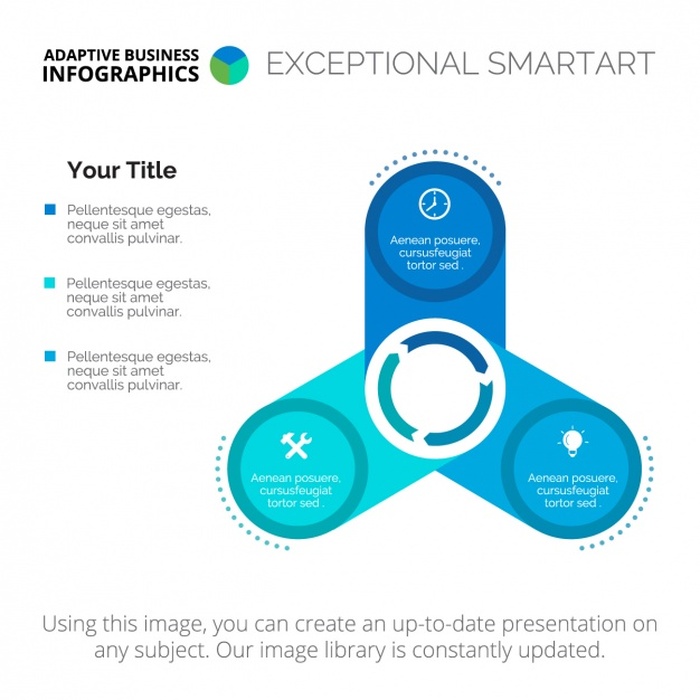 ADAPTIVE BUSINESS
INFOGRAPHICS
EXCEPTIONAL SMARTART
Your Title
Pellentesque egestas,
neque sit amet
convallis pulvinar.
Pellentesque egestas,
neque sit amet
convallis pulvinar.
Pellentesque egestas,
neque sit amet
convallis pulvinar.
Aenean posuere,
cursusfeugiat
tortor sed .
Aenean posuere,
cursusfeugiat
tortor sed .
Aenean posuere,
cursusfeugiat
tortor sed .
Using this image, you can create an up-to-date presentation on
any subject. Our image library is constantly updated.